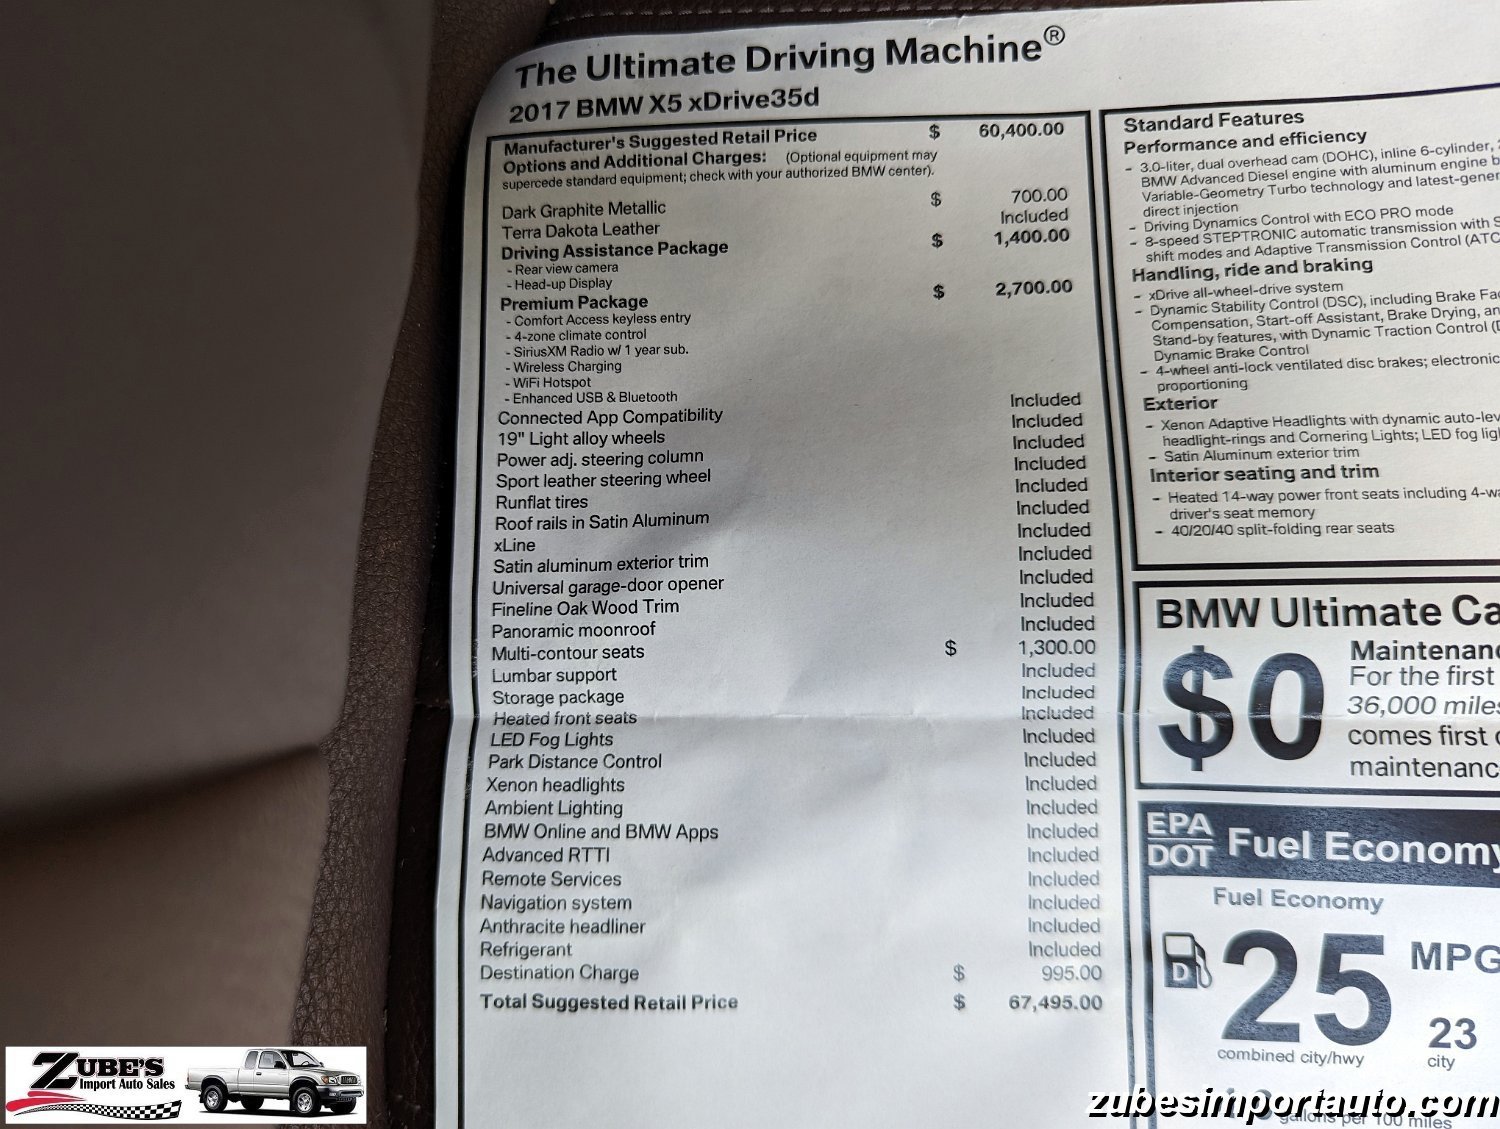 The Ultimate Driving Machine®
2017 BMW X5 xDrive35d
Manufacturer's Suggested Retail Price $ 60,400.00
Options and Additional Charges: (Optional equipment may
supercede standard equipment; check with your authorized BMW center).
Dark Graphite Metallic $ 700.00
Terra Dakota Leather Included
Driving Assistance Package $ 1,400.00
- Rear view camera
- Head-up Display
Premium Package $ 2,700.00
- Comfort Access keyless entry
- 4-zone climate control
- SiriusXM Radio w/ 1 year sub.
- Wireless Charging
- WiFi Hotspot
- Enhanced USB & Bluetooth
Connected App Compatibility Included
19" Light alloy wheels Included
Power adj. steering column Included
Sport leather steering wheel Included
Runflat tires Included
Roof rails in Satin Aluminum Included
xLine Included
Satin aluminum exterior trim Included
Universal garage-door opener Included
Fineline Oak Wood Trim Included
Panoramic moonroof Included
Multi-contour seats $ 1,300.00
Lumbar support Included
Storage package Included
Heated front seats Included
LED Fog Lights Included
Park Distance Control Included
Xenon headlights Included
Ambient Lighting Included
BMW Online and BMW Apps Included
Advanced RTTI Included
Remote Services Included
Navigation system Included
Anthracite headliner Included
Refrigerant Included
Destination Charge $ 995.00
Total Suggested Retail Price $ 67,495.00
Standard Features
Performance and efficiency
- 3.0-liter, dual overhead cam (DOHC), inline 6-cylinder,
BMW Advanced Diesel engine with aluminum engine b
Variable-Geometry Turbo technology and latest-gener
direct injection
- Driving Dynamics Control with ECO PRO mode
- 8-speed STEPTRONIC automatic transmission with S
shift modes and Adaptive Transmission Control (ATC
Handling, ride and braking
- xDrive all-wheel-drive system
- Dynamic Stability Control (DSC), including Brake Fa
Compensation, Start-off Assistant, Brake Drying, an
Stand-by features, with Dynamic Traction Control (D
Dynamic Brake Control
- 4-wheel anti-lock ventilated disc brakes; electronic
proportioning
Exterior
- Xenon Adaptive Headlights with dynamic auto-lev
headlight-rings and Cornering Lights; LED fog lig
- Satin Aluminum exterior trim
Interior seating and trim
- Heated 14-way power front seats including 4-wa
driver's seat memory
- 40/20/40 split-folding rear seats
BMW Ultimate Ca
$0
Maintenanc
For the first
36,000 miles
comes first
maintenanc
EPA
DOT
Fuel Economy
Fuel Economy
D
25 MPG
combined city/hwy
23
city
gallons per 100 miles
ZUBE'S
Import Auto Sales
zubesimportauto.com